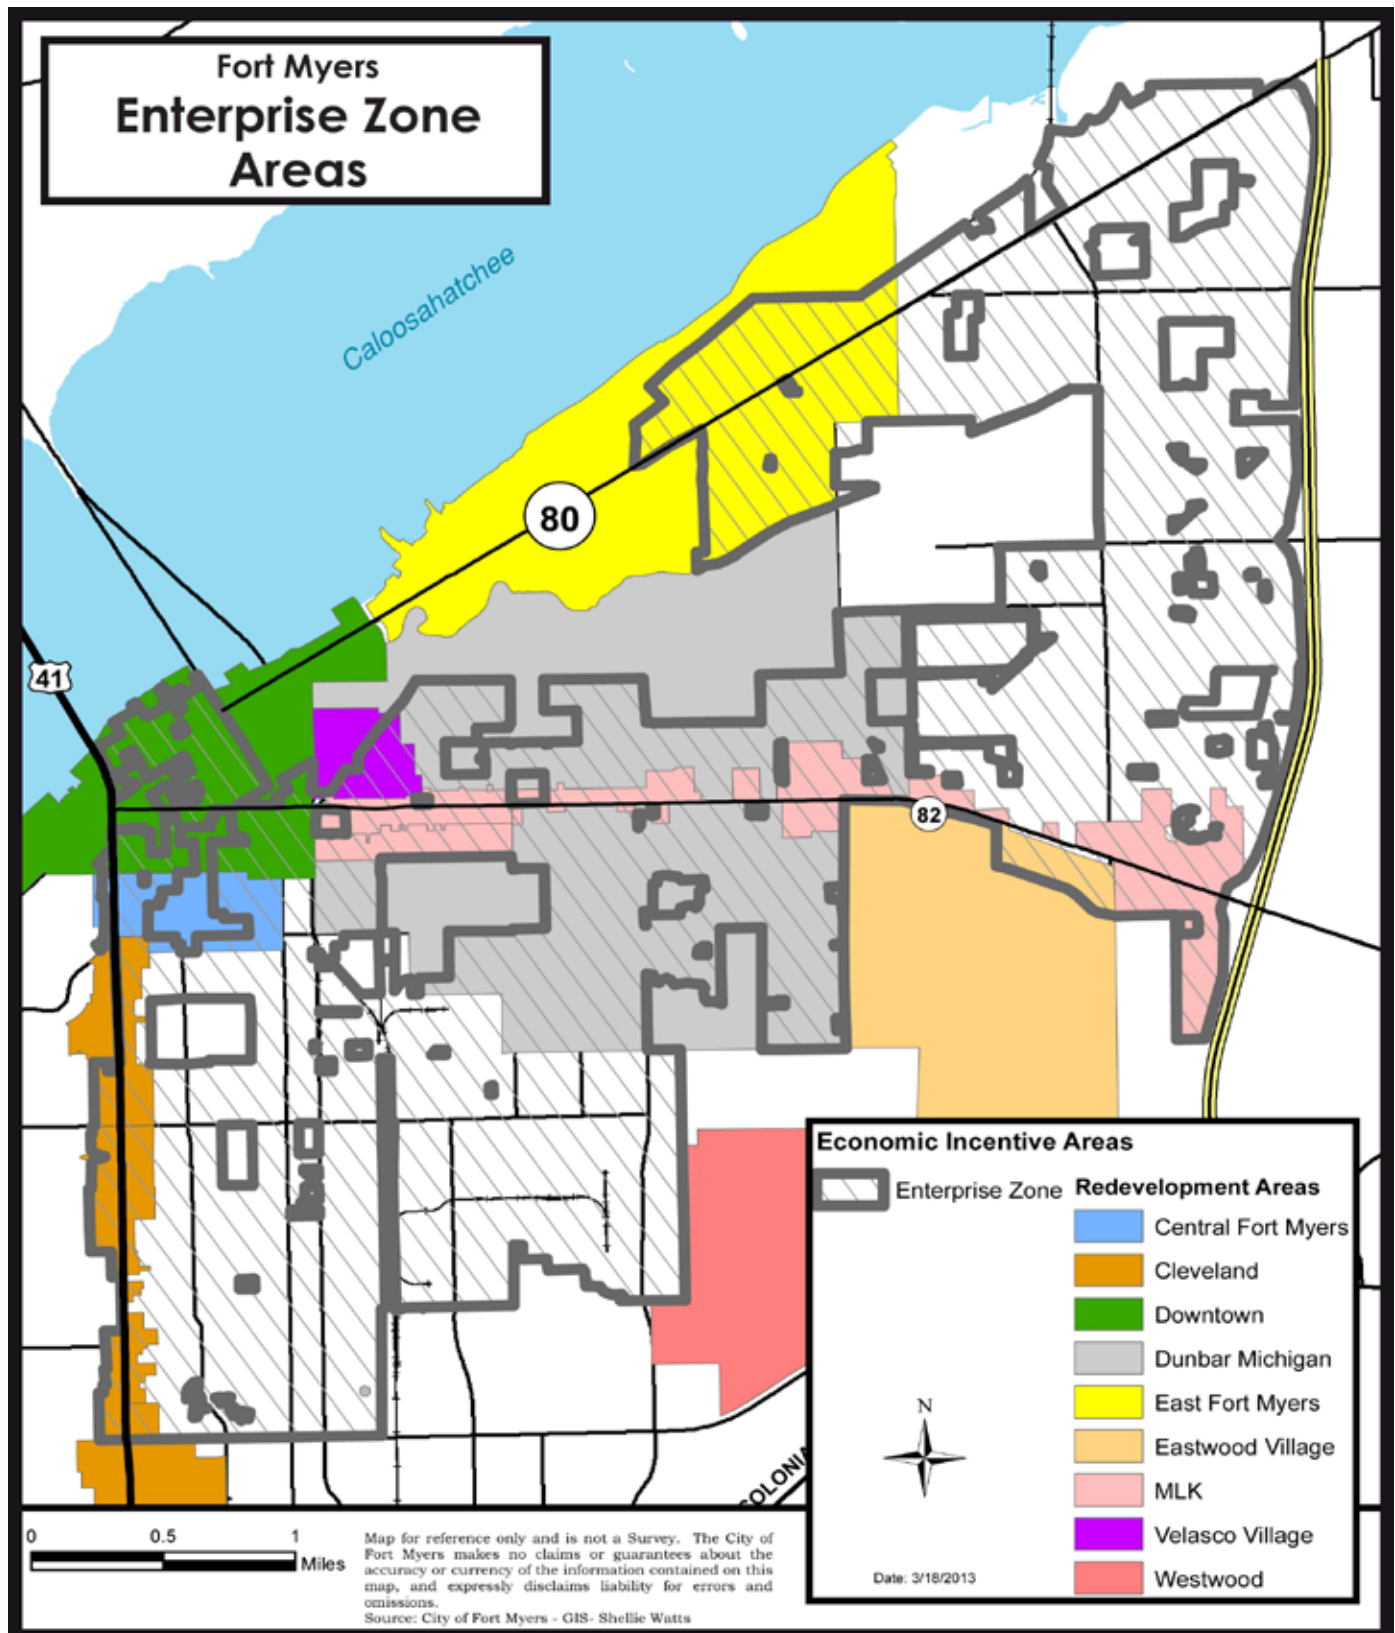 Fort Myers
Enterprise Zone
Areas
Caloosahatchee
80
41
82
Economic Incentive Areas
Enterprise Zone
Redevelopment Areas
Central Fort Myers
Cleveland
Downtown
Dunbar Michigan
East Fort Myers
Eastwood Village
MLK
Velasco Village
Westwood
N
Date: 3/18/2013
COLONIA
0 0.5 1
Miles
Map for reference only and is not a Survey. The City of
Fort Myers makes no claims or guarantees about the
accuracy or currency of the information contained on this
map, and expressly disclaims liability for errors and
omissions.
Source: City of Fort Myers - GIS- Shellie Watts